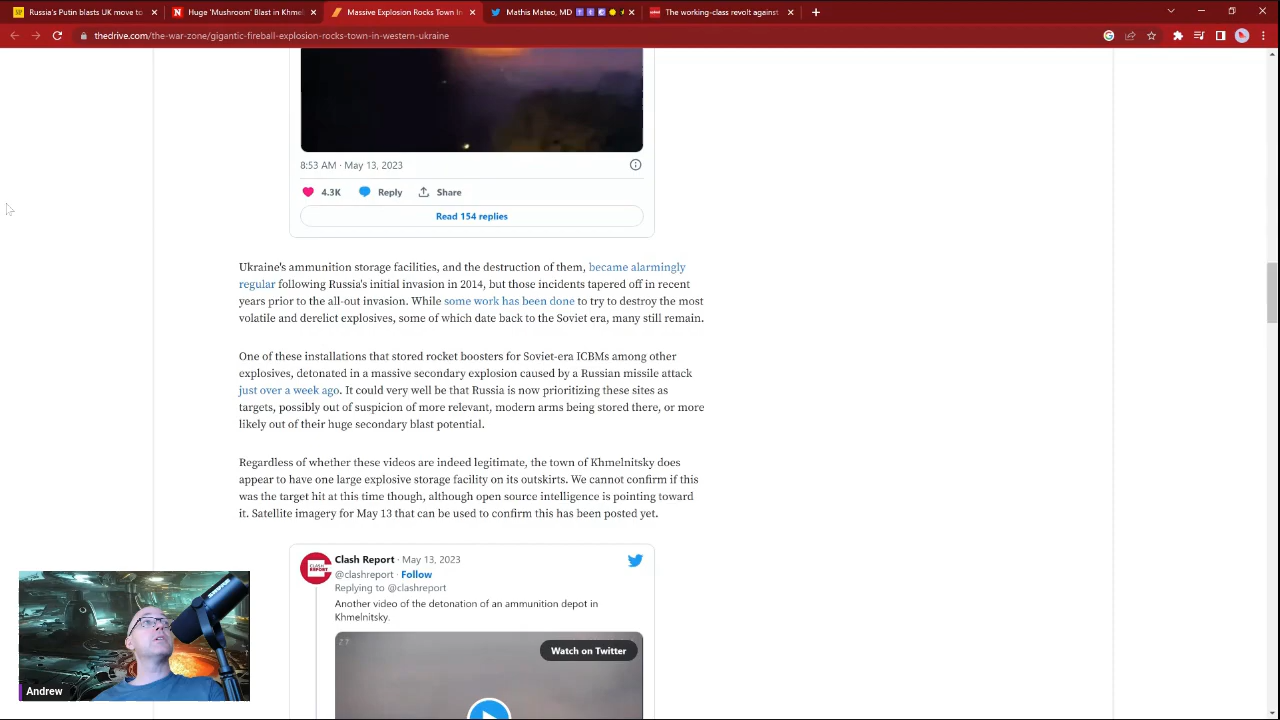 Russia's Putin blasts UK move to
Huge 'Mushroom' Blast in Khmel
Massive Explosion Rocks Town In
Mathis Mateo, MD
The working-class revolt against
thedrive.com/the-war-zone/gigantic-fireball-explosion-rocks-town-in-western-ukraine
8:53 AM · May 13, 2023
4.3K Reply Share
Read 154 replies
Ukraine's ammunition storage facilities, and the destruction of them, became alarmingly
regular following Russia's initial invasion in 2014, but those incidents tapered off in recent
years prior to the all-out invasion. While some work has been done to try to destroy the most
volatile and derelict explosives, some of which date back to the Soviet era, many still remain.
One of these installations that stored rocket boosters for Soviet-era ICBMs among other
explosives, detonated in a massive secondary explosion caused by a Russian missile attack
just over a week ago. It could very well be that Russia is now prioritizing these sites as
targets, possibly out of suspicion of more relevant, modern arms being stored there, or more
likely out of their huge secondary blast potential.
Regardless of whether these videos are indeed legitimate, the town of Khmelnitsky does
appear to have one large explosive storage facility on its outskirts. We cannot confirm if this
was the target hit at this time though, although open source intelligence is pointing toward
it. Satellite imagery for May 13 that can be used to confirm this has been posted yet.
Clash Report · May 13, 2023
@clashreport · Follow
Replying to @clashreport
Another video of the detonation of an ammunition depot in
Khmelnitsky.
Watch on Twitter
Andrew